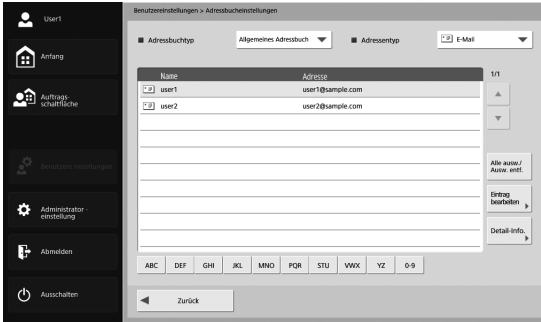 User1
Anfang
Auftrags-
schaltfläche
Benutzere instellungen
Administrator -
einstellung
Abmelden
Ausschalten
Benutzereinstellungen > Adressbucheinstellungen
Adressbuchtyp
Allgemeines Adressbuch
Adressentyp
E-Mail
Name Adresse
user1 user1@sample.com
user2 user2@sample.com
1/1
Alle ausw./
Ausw. entf.
Eintrag
bearbeiten
Detail-Info.
ABC DEF GHI JKL MNO PQR STU VWX YZ 0-9
Zurück